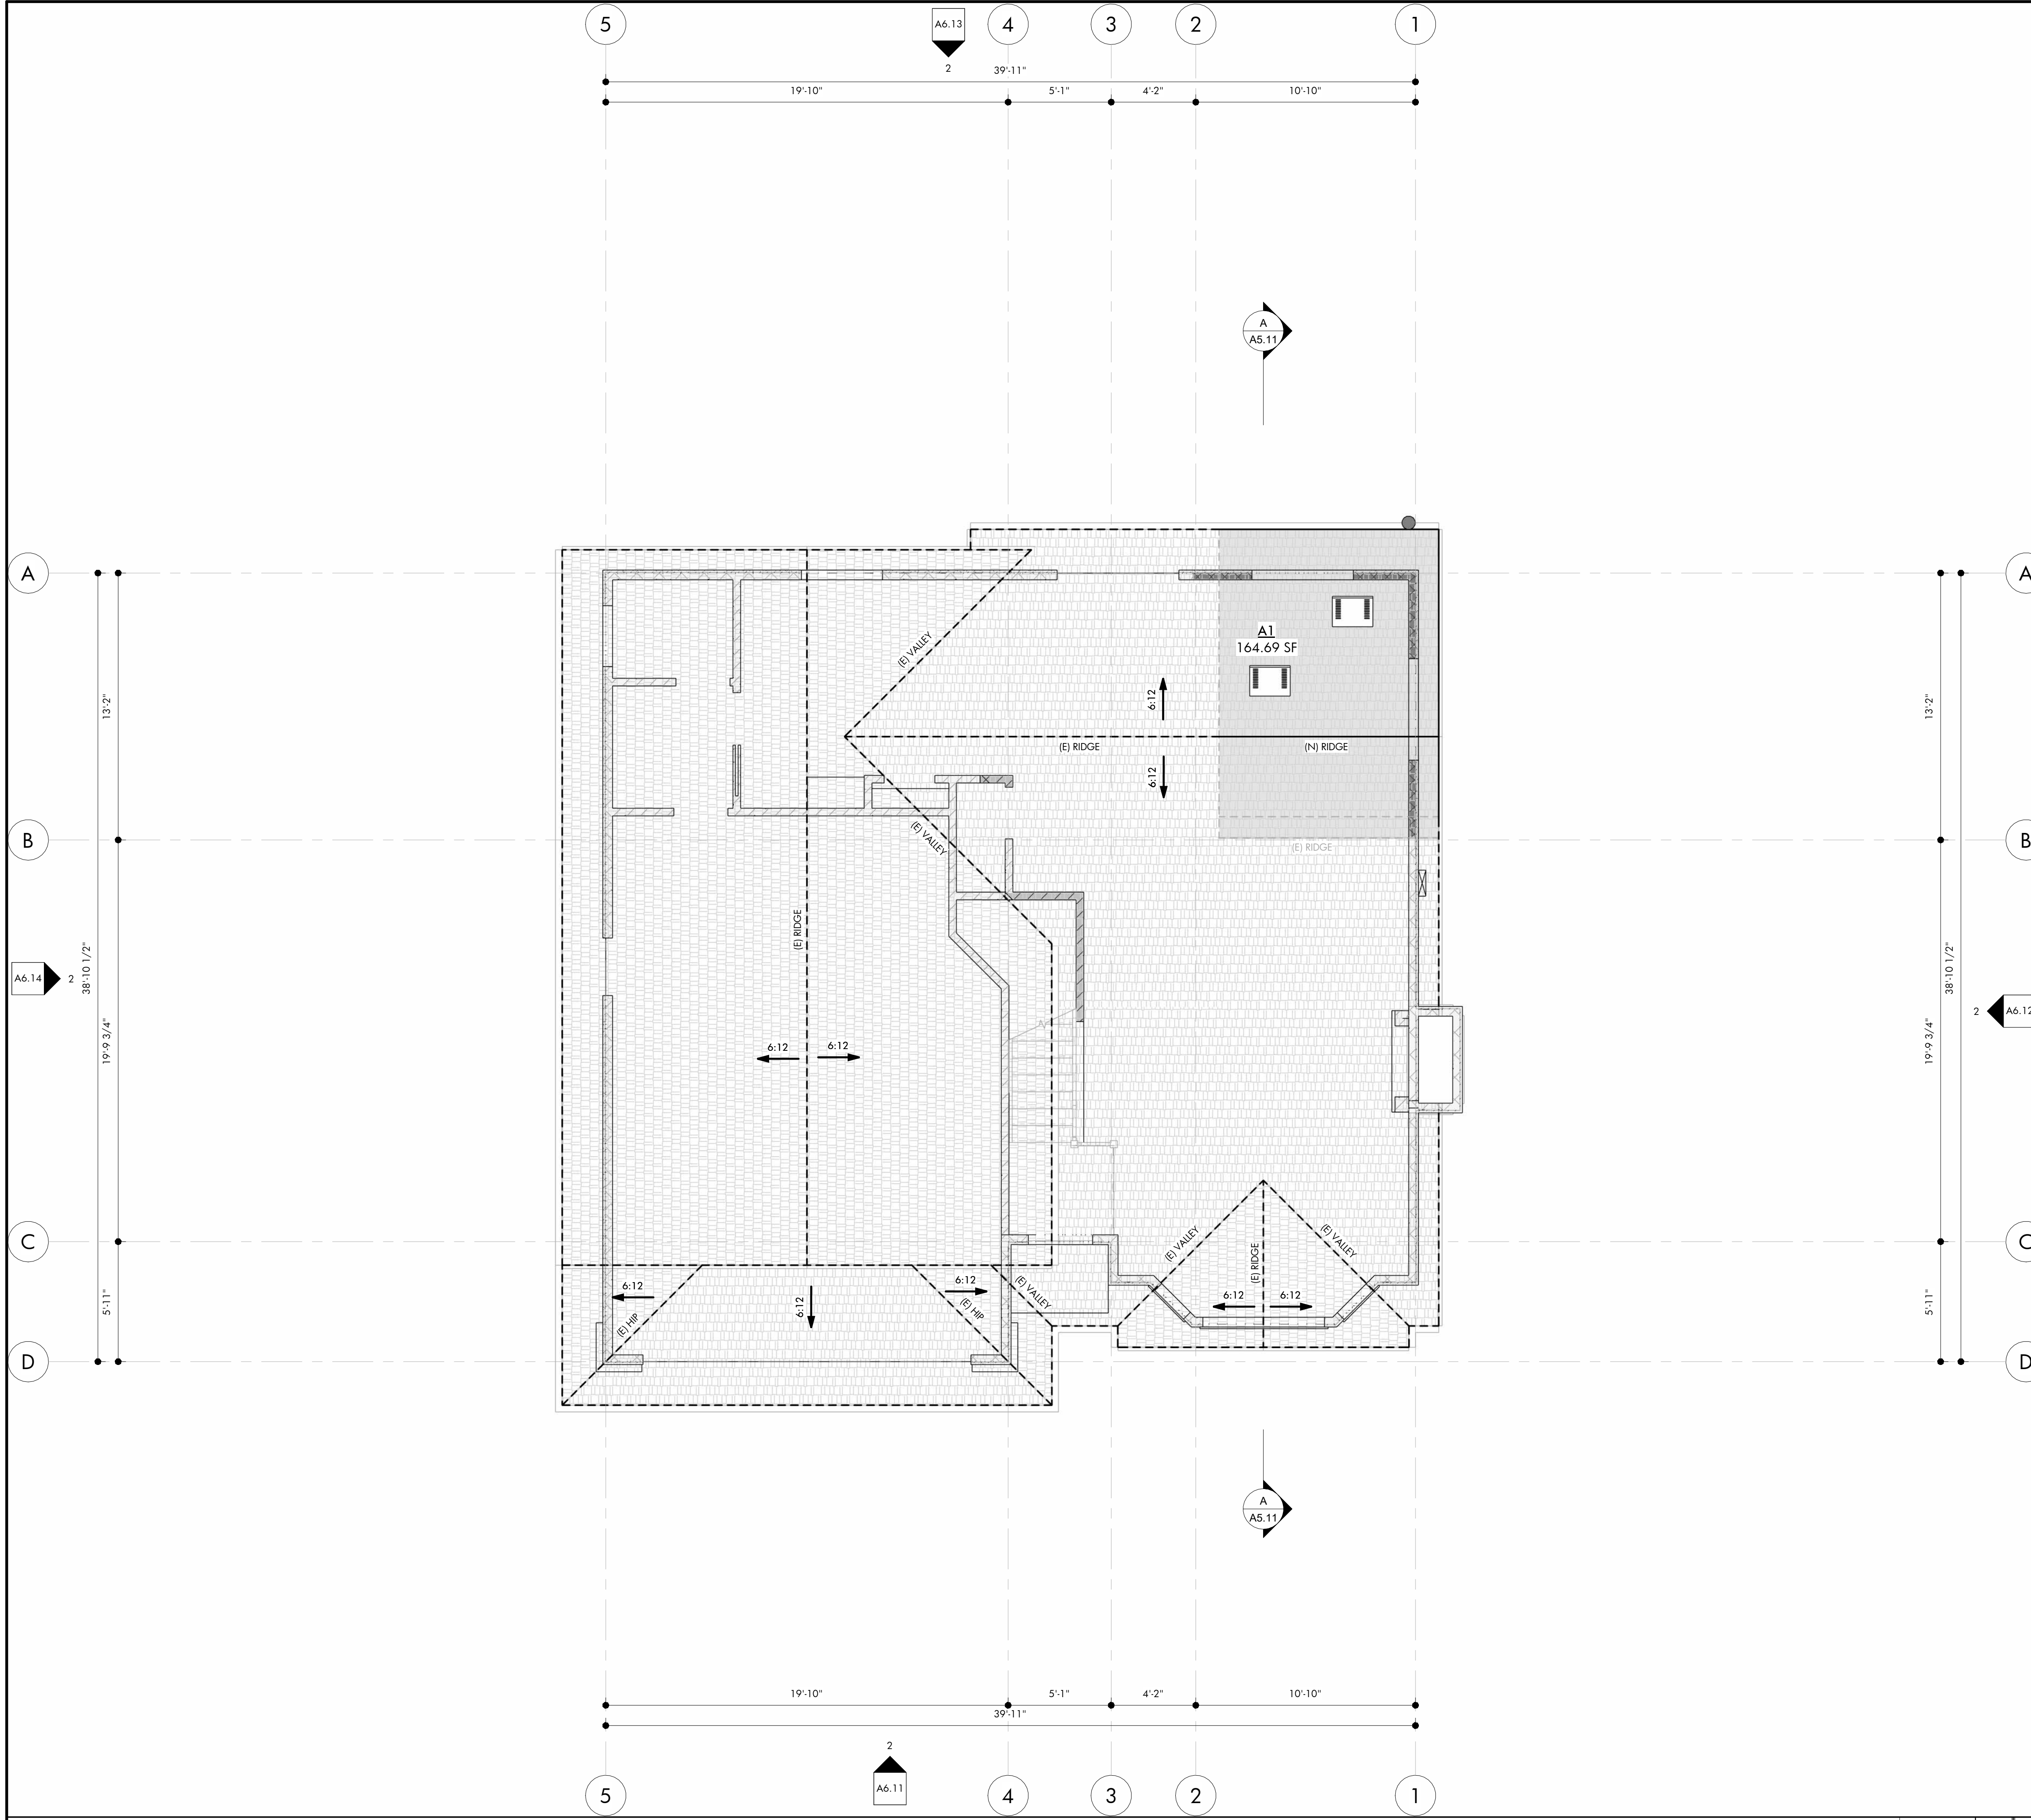 5
A6.13
4
3
2
1
2
39'-11"
19'-10"
5'-1"
4'-2"
10'-10"
A
A5.11
A
A
(E) VALLEY
A1
164.69 SF
13'-2"
6:12
13'-2"
(E) RIDGE
(N) RIDGE
6:12
B
(E) VALLEY
(E) RIDGE
B
(E) RIDGE
38'-10 1/2"
38'-10 1/2"
A6.14
2
2
A6.12
19'-9 3/4"
6:12
6:12
19'-9 3/4"
C
(E) VALLEY
(E) VALLEY
C
(E) RIDGE
6:12
6:12
(E) VALLEY
5'-11"
6:12
(E) HIP
6:12
6:12
5'-11"
(E) HIP
D
D
A
A5.11
19'-10"
5'-1"
4'-2"
10'-10"
39'-11"
2
A6.11
5
4
3
2
1